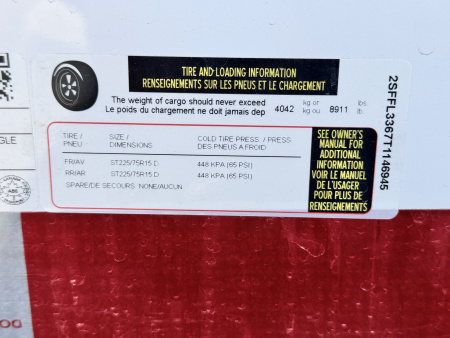 TIRE AND LOADING INFORMATION
RENSEIGNEMENTS SUR LES PNEUS ET LE CHARGEMENT
The weight of cargo should never exceed
Le poids du chargement ne doit jamais dep
4042 kg or
kg ou
8911 lbs
lb
TIRE /
PNEU
SIZE /
DIMENSIONS
COLD TIRE PRESS. / PRESS.
DES PNEUS A FROID
FR/AV ST225/75R15 D 448 KPA (65 PSI)
RR/AR ST225/75R15 D 448 KPA (65 PSI)
SPARE/DE SECOURS NONE/AUCUN
SEE OWNER'S
MANUAL FOR
ADDITIONAL
INFORMATION
VOIR LE MANUEL
DE L'USAGER
POUR PLUS DE
RENSEIGNEMENTS
2SFFL3367T1146945
GLE